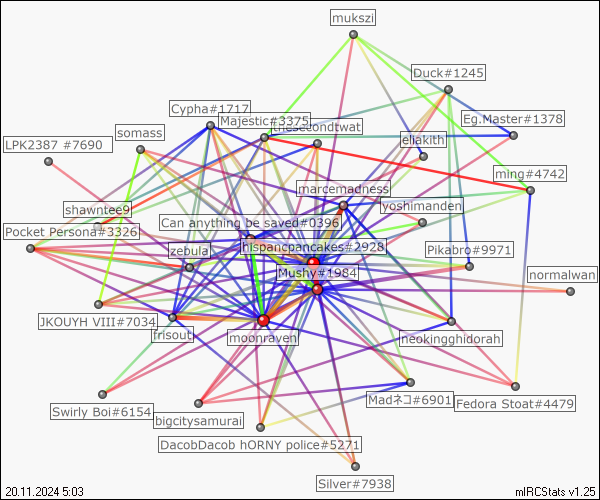 mukszi
Duck#1245
Cypha#1717
Majestic#3375
Eg.Master#1378
somass
thesecondtwat
eliakith
LPK2387 #7690
ming#4742
marcemadness
shawntee9
yoshmanden
Can anything be saved#0396
Pocket Persona#3326
hispancpancakes#2928
zebula
Pikabro#9971
Mushy#1984
normalwan
JKOUYH VIII#7034
frisout
moonraven
neokingghidorah
Swirly Boi#6154
Madネコ#6901
Fedora Stoat#4479
bigcitysamurai
DacobDacob hORNY police#5271
Silver#7938
20.11.2024 5:03
mIRCStats v1.25